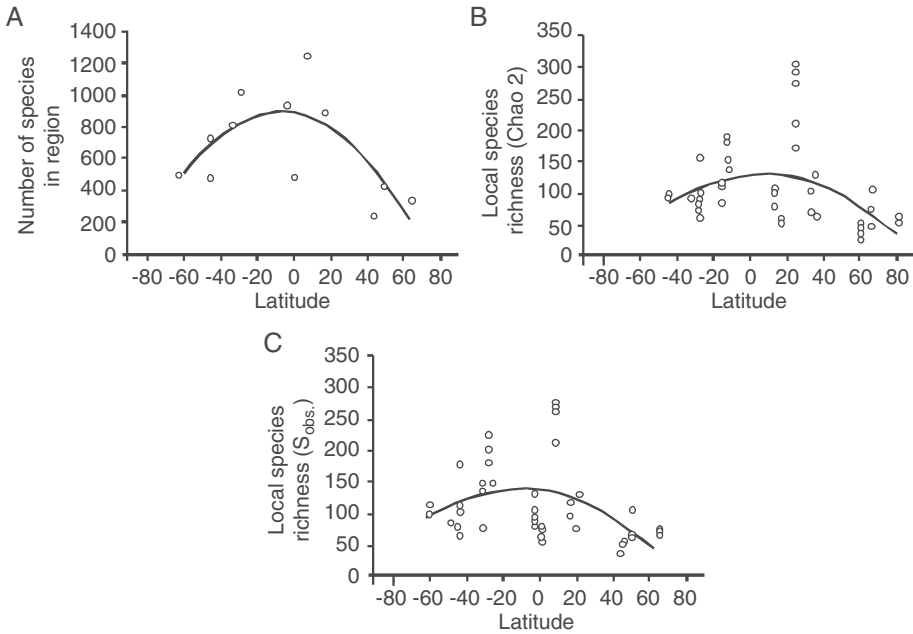 A
Number of species
in region
1400
1200
1000
800
600
400
200
0
-80 -60 -40 -20 0 20 40 60 80
Latitude
B
Local species
richness (Chao 2)
350
300
250
200
150
100
50
0
-80 -60 -40 -20 0 20 40 60 80
Latitude
C
Local species
richness (Sobs.)
350
300
250
200
150
100
50
0
-80 -60 -40 -20 0 20 40 60 80
Latitude